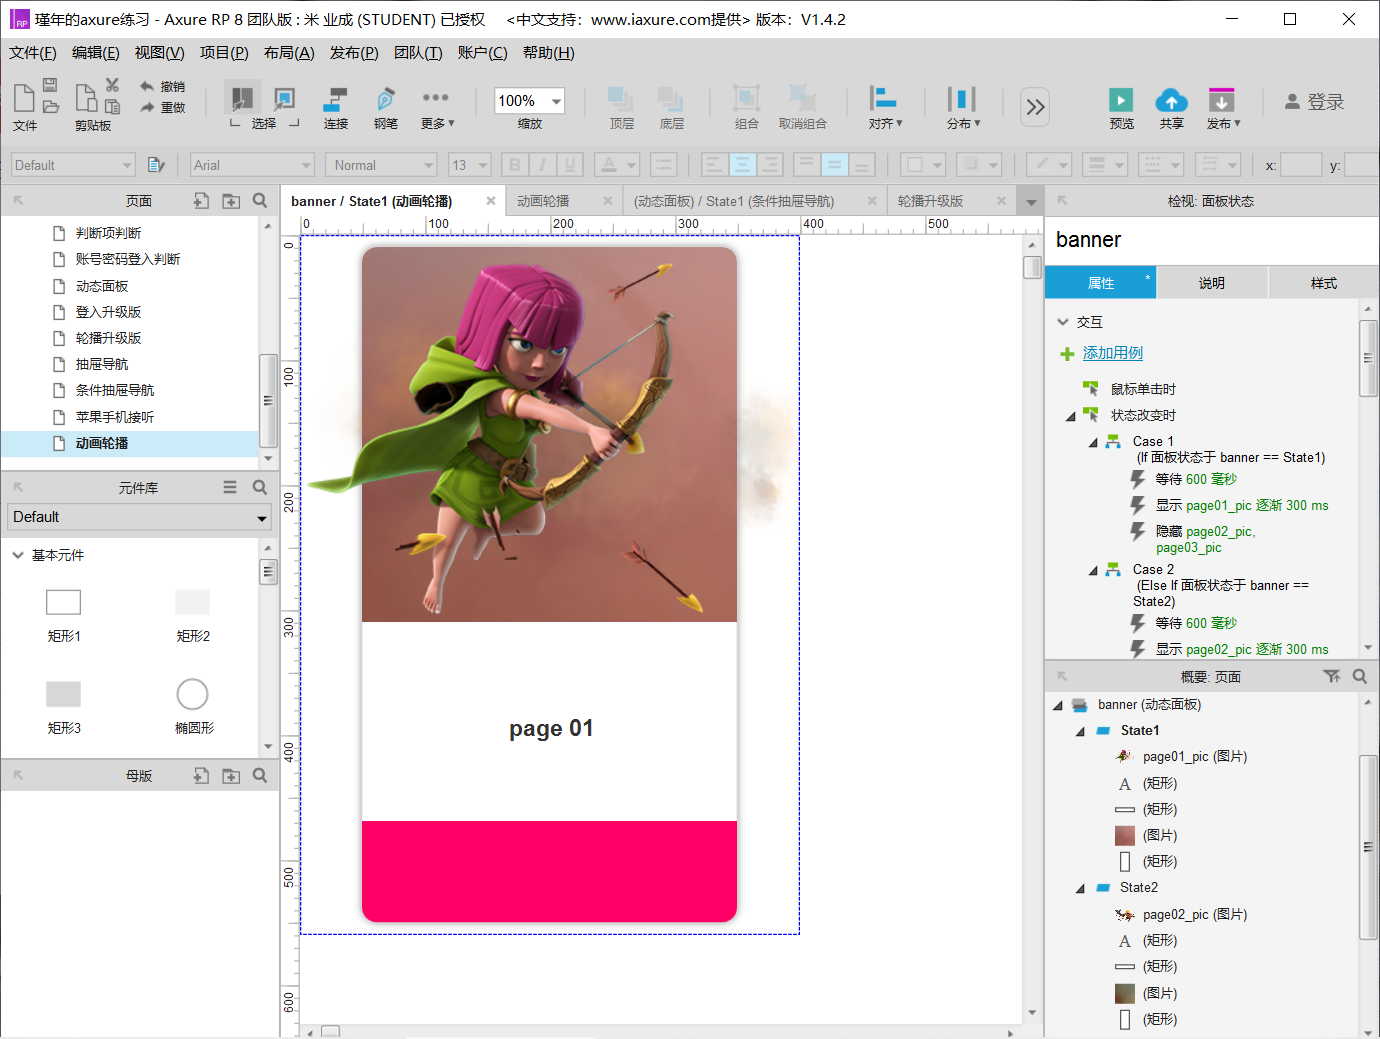 瑾年的axure练习 - Axure RP 8 团队版 : 米 业成 (STUDENT) 已授权 <中文支持：www.iaxure.com提供> 版本：V1.4.2
文件(F) 编辑(E) 视图(V) 项目(P) 布局(A) 发布(P) 团队(T) 账户(C) 帮助(H)
撤销
重做
文件 剪贴板 选择 连接 钢笔 更多 100% 缩放 顶层 底层 组合 取消组合 对齐 分布 预览 共享 发布 登录
Default Arial Normal 13 B I U A x: y:
页面
判断项判断
账号密码登入判断
动态面板
登入升级版
轮播升级版
抽屉导航
条件抽屉导航
苹果手机接听
动画轮播
元件库
Default
基本元件
矩形1 矩形2
矩形3 椭圆形
母版
banner / State1 (动画轮播) 动画轮播 (动态面板) / State1 (条件抽屉导航) 轮播升级版
0 100 200 300 400 500
0
100
200
300
400
500
600
page 01
检视: 面板状态
banner
属性 * 说明 样式
交互
添加用例
鼠标单击时
状态改变时
Case 1
(If 面板状态于 banner == State1)
等待 600 毫秒
显示 page01_pic 逐渐 300 ms
隐藏 page02_pic,
page03_pic
Case 2
(Else If 面板状态于 banner ==
State2)
等待 600 毫秒
显示 page02_pic 逐渐 300 ms
概要: 页面
banner (动态面板)
State1
page01_pic (图片)
A (矩形)
(矩形)
(图片)
(矩形)
State2
page02_pic (图片)
A (矩形)
(矩形)
(图片)
(矩形)